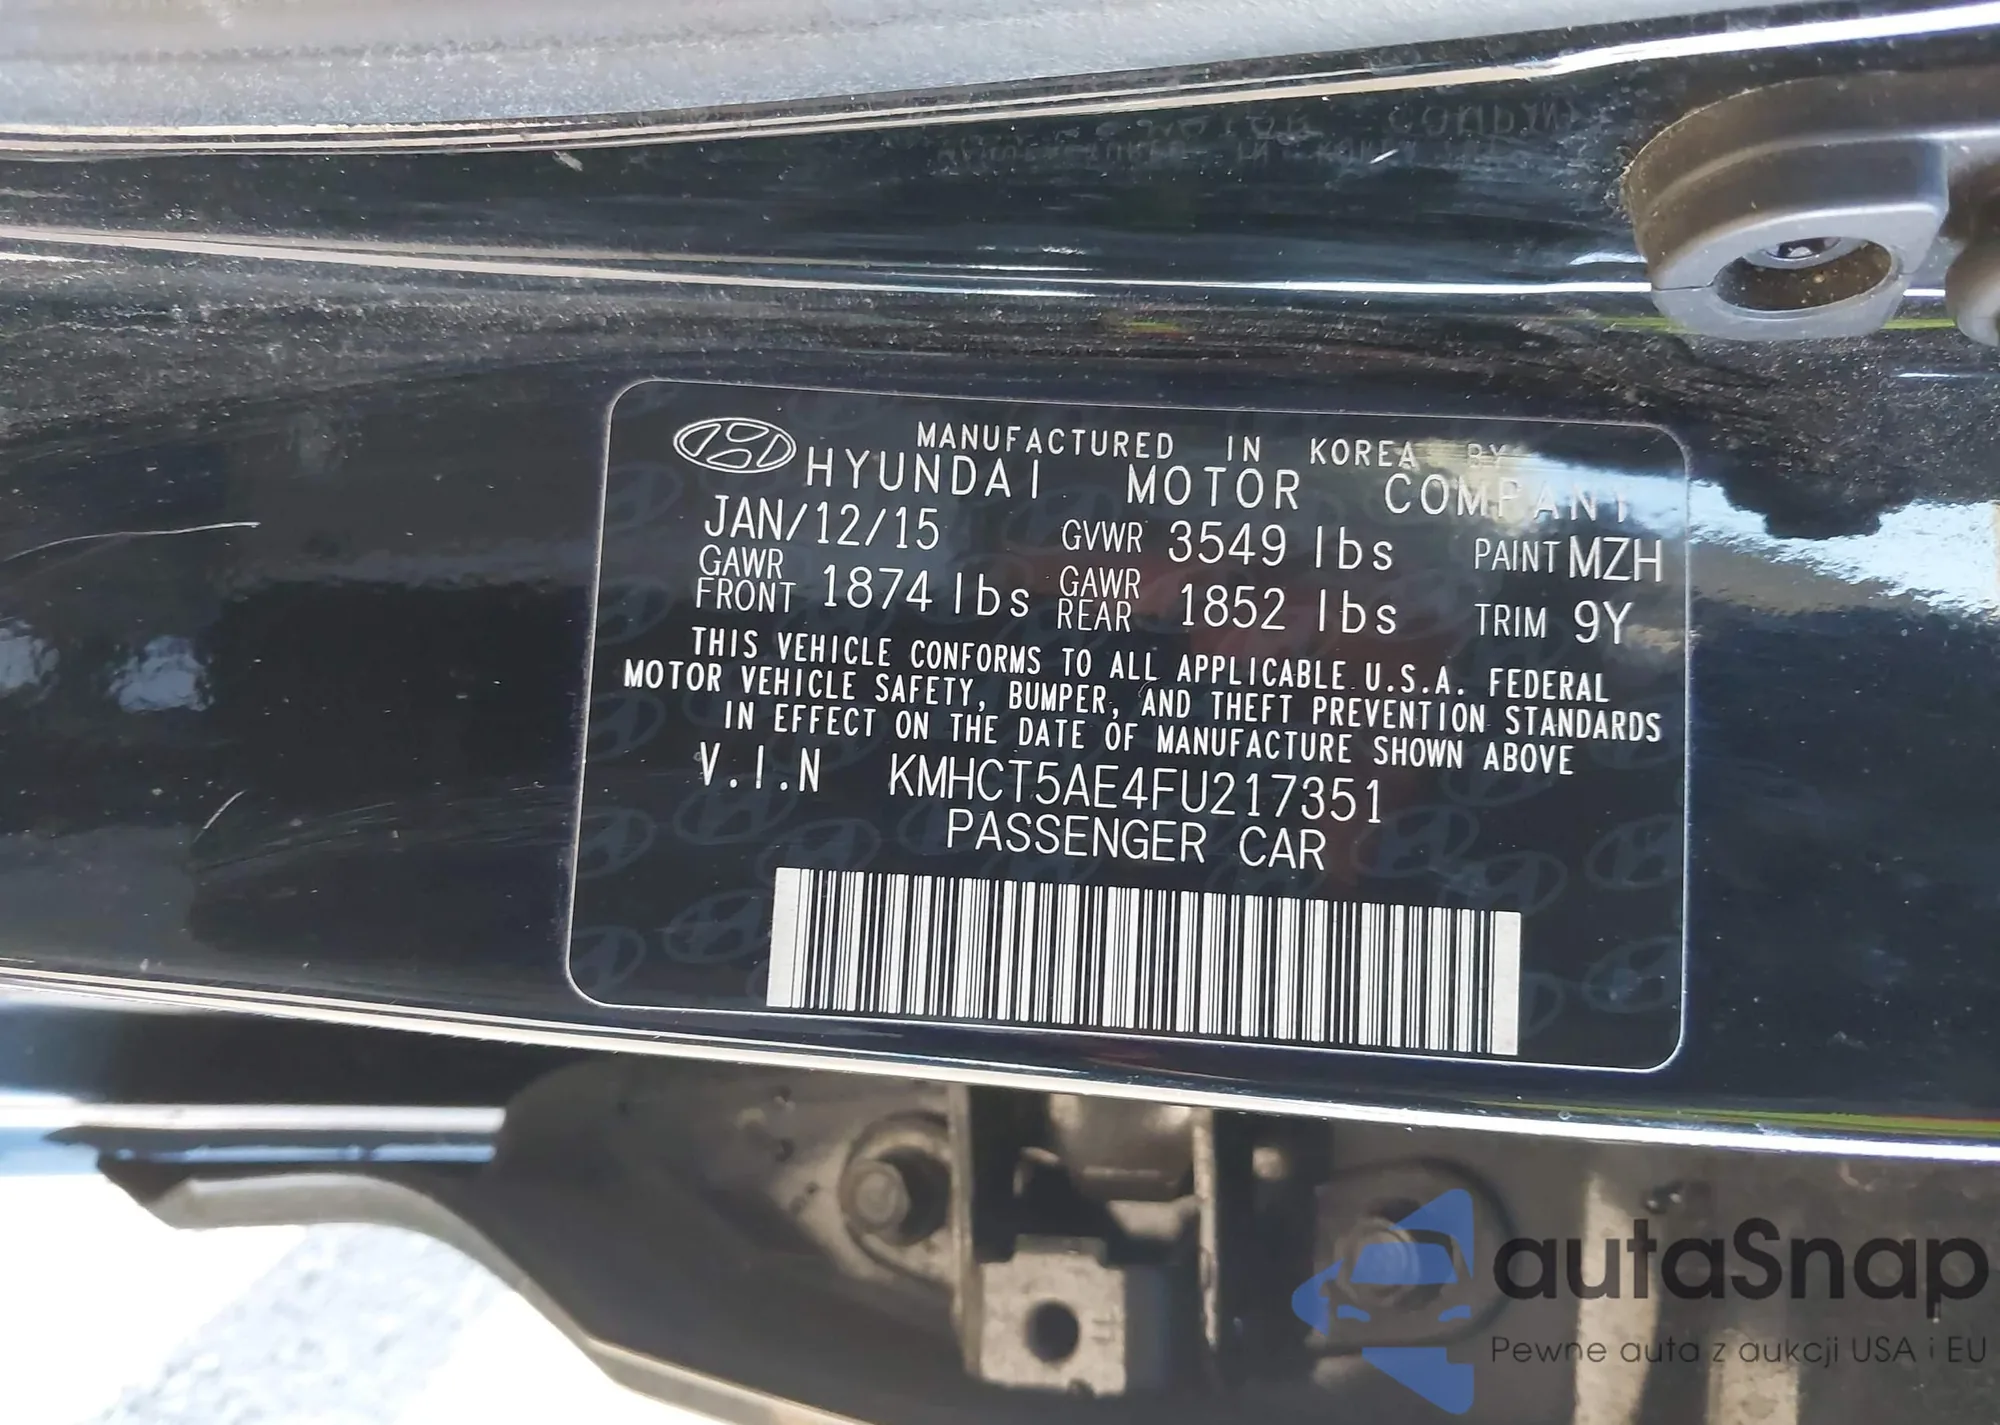 MANUFACTURED IN KOREA BY
HYUNDAI MOTOR COMPANY
JAN/12/15 GVWR 3549 lbs PAINT MZH
GAWR FRONT 1874 lbs GAWR REAR 1852 lbs TRIM 9Y
THIS VEHICLE CONFORMS TO ALL APPLICABLE U.S.A. FEDERAL
MOTOR VEHICLE SAFETY, BUMPER, AND THEFT PREVENTION STANDARDS
IN EFFECT ON THE DATE OF MANUFACTURE SHOWN ABOVE
V.I.N KMHCT5AE4FU217351
PASSENGER CAR
autaSnap
Pewne auta z aukcji USA i EU